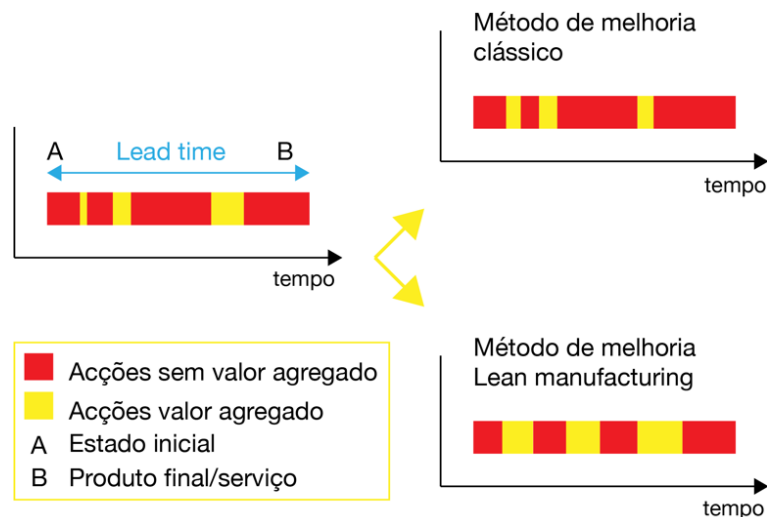 Método de melhoria
clássico
tempo
A Lead time B
tempo
Acções sem valor agregado
Acções valor agregado
A Estado inicial
B Produto final/serviço
Método de melhoria
Lean manufacturing
tempo